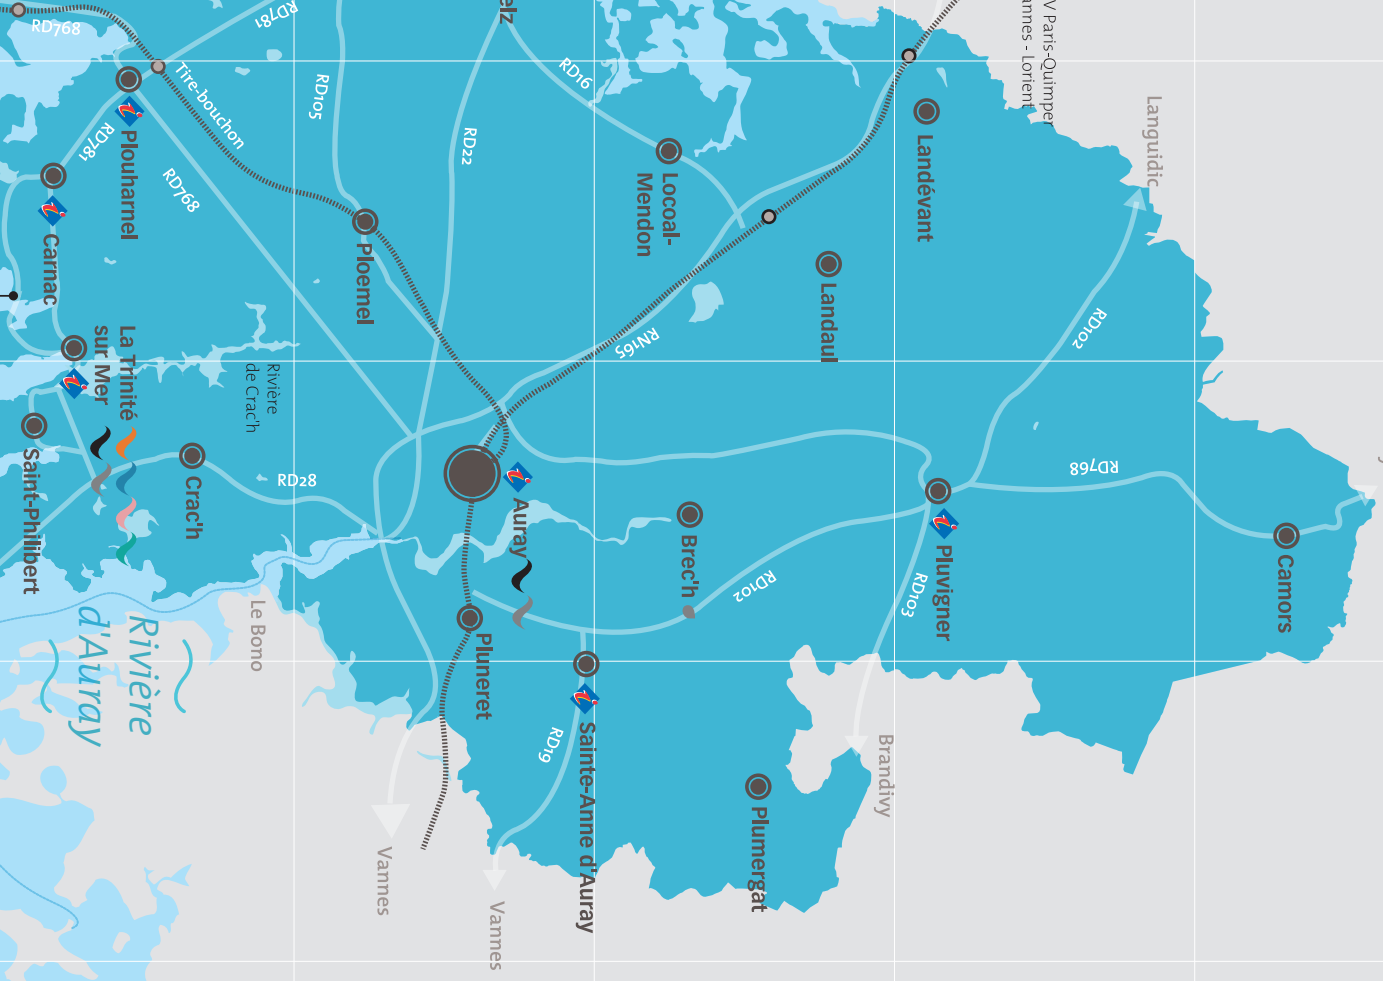 elz
RD768
RD781
V Paris-Quimper
annes - Lorient
RD16
RD105
Tire-bouchon
RD22
RD781
RD768
Plouharnel
Carnac
Languidic
Landévant
Locoal-
Mendon
Landaul
Ploemel
RD102
RN165
La Trinité
sur Mer
Rivière
de Crac'h
Saint-Philibert
Crac'h
RD28
Auray
RD768
Pluvigner
Camors
Brec'h
RD102
RD103
Le Bono
Rivière
d'Auray
Pluneret
Sainte-Anne d'Auray
RD19
Brandivy
Plumergat
Vannes
Vannes